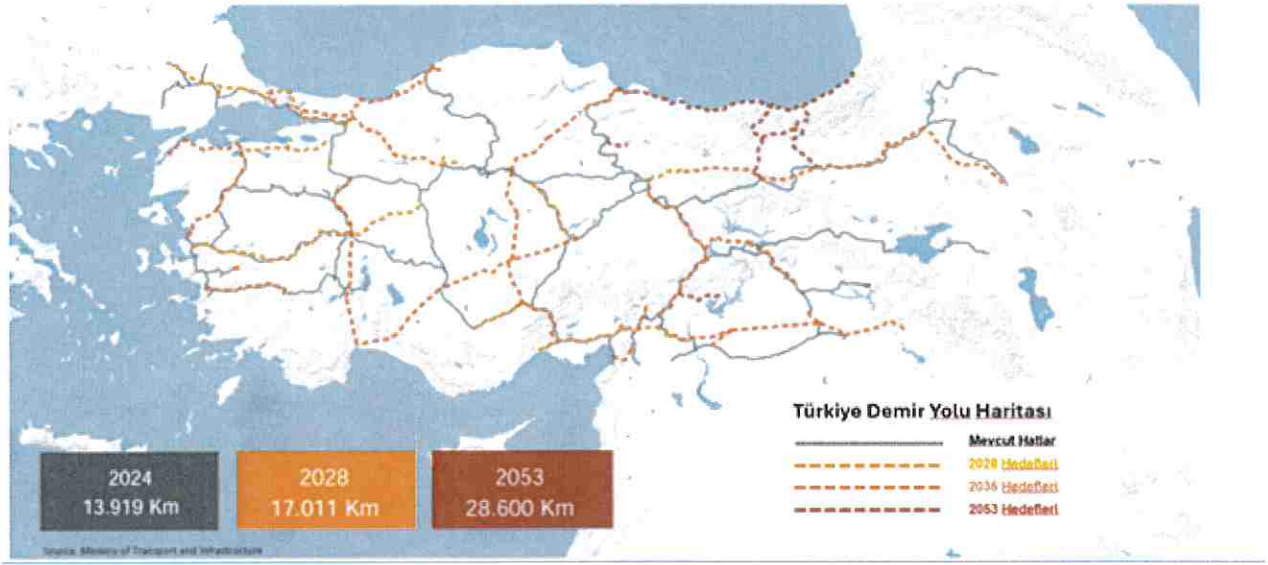 Türkiye Demir Yolu Haritası
Mevcut Hatlar
2028 Hedefleri
2036 Hedefleri
2053 Hedefleri
2024
13.919 Km
2028
17.011 Km
2053
28.600 Km
Source: Ministry of Transport and Infrastructure